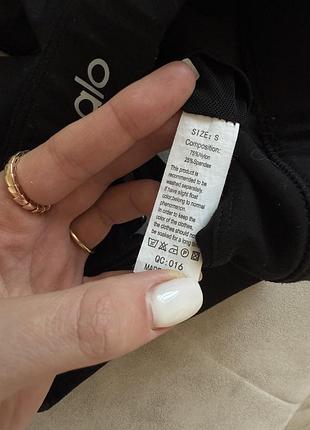 alo
SIZE: S
Composition:
75%Nylon
25%Spandex
This product is
recommended to be
washed separately.
if have slight float
color,belong to normal
phenomenon.
In order to keep the
color of the clothes,
the clothes should not
be soaked for a long
QC:016
MADE